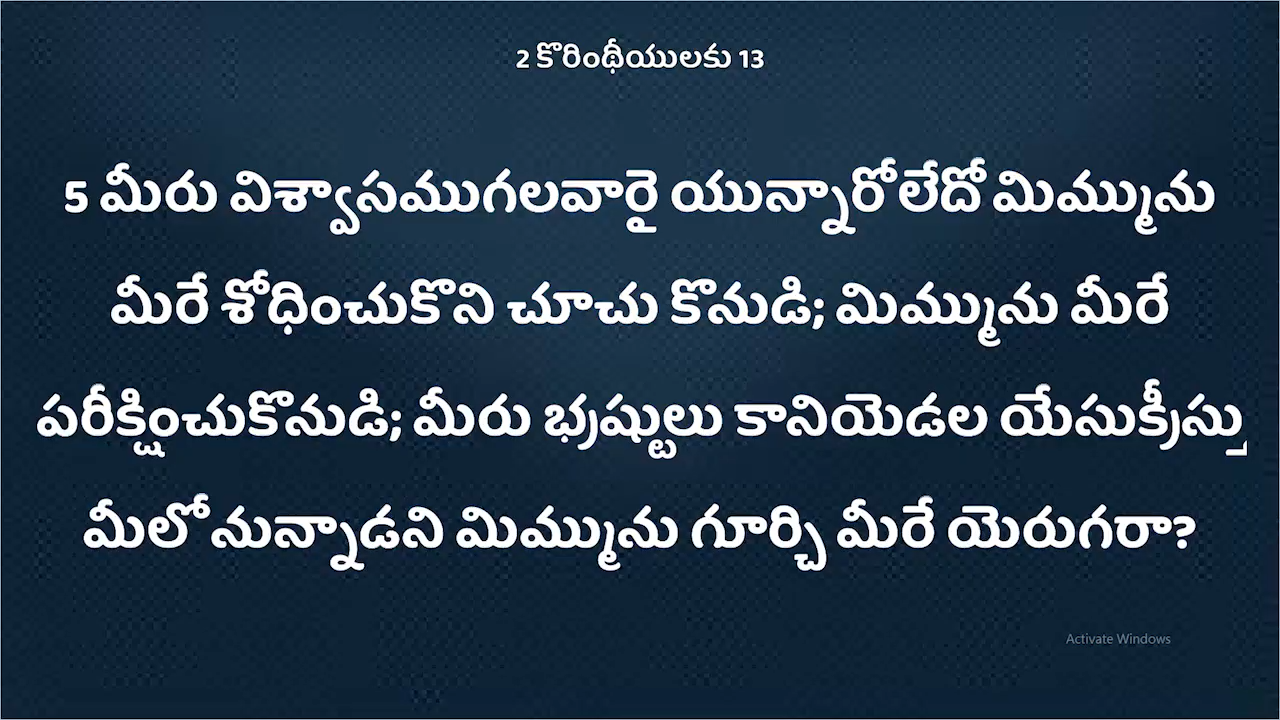 2 కొరింథీయులకు 13
5 మీరు విశ్వాసముగలవారై యున్నారోలేదో మిమ్మును
మీరే శోధించుకొని చూచు కొనుడి; మిమ్మును మీరే
పరీక్షించుకొనుడి; మీరు భ్రష్టులు కానియెడల యేసుక్రీస్తు
మీలో నున్నాడని మిమ్మును గూర్చి మీరే యెరుగరా?
Activate Windows